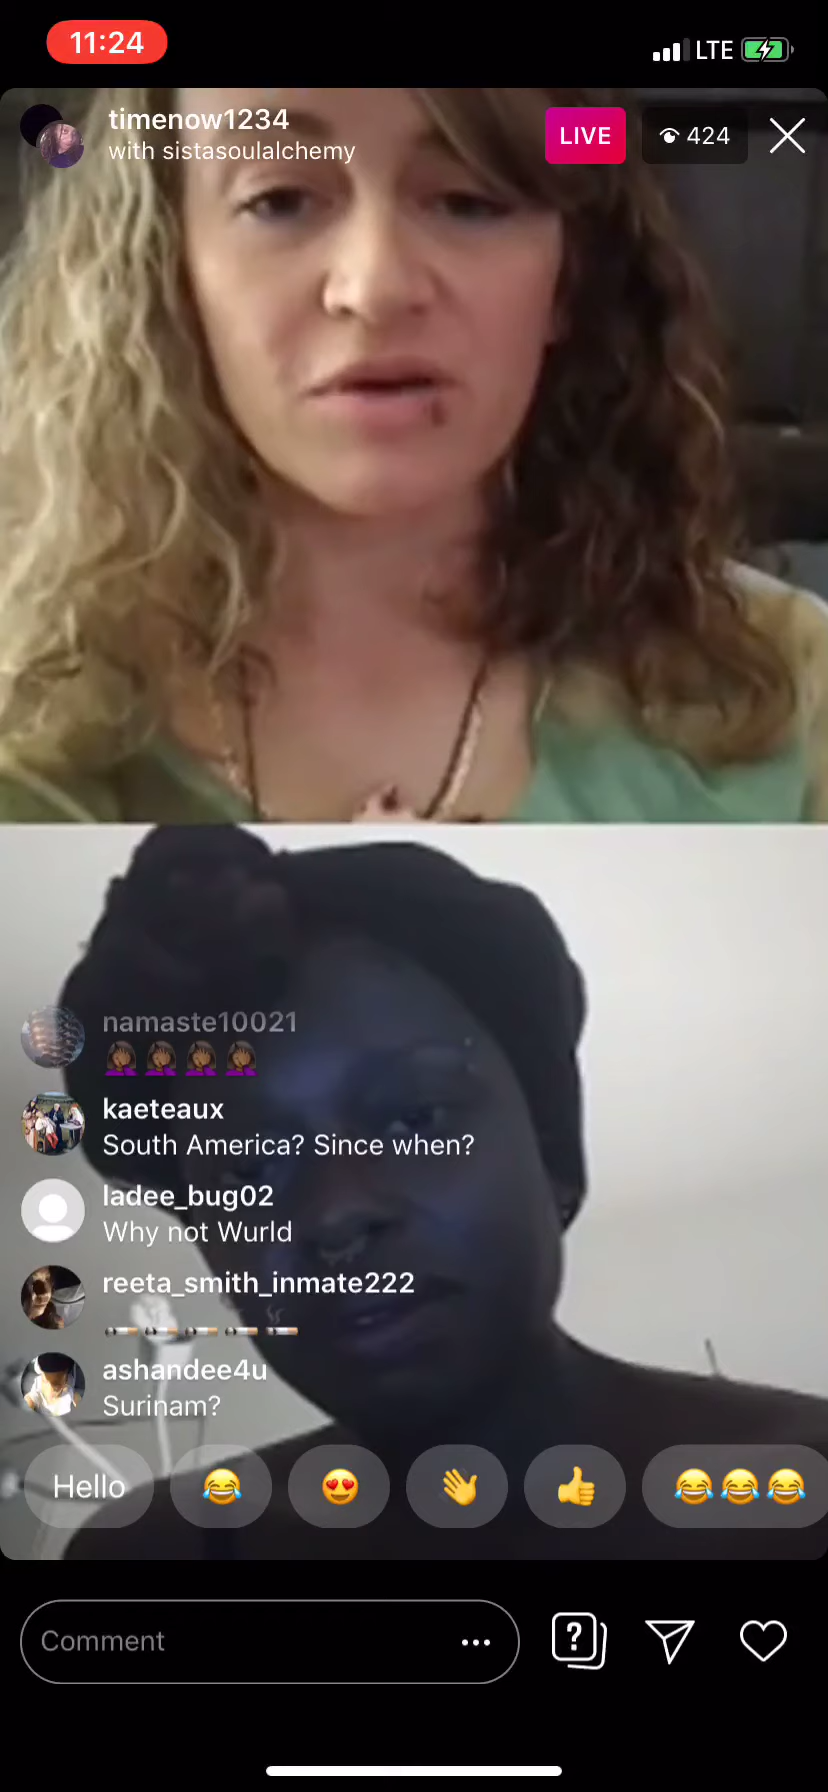 11:24
LTE
timenow1234
with sistasoulalchemy
LIVE
424
namaste10021
🤦🏾‍♀️🤦🏾‍♀️🤦🏾‍♀️🤦🏾‍♀️
kaeteaux
South America? Since when?
ladee_bug02
Why not Wurld
reeta_smith_inmate222
🚬🚬🚬🚬🚬
ashandee4u
Surinam?
Hello 😂 😍 👋 👍 😂😂😂
Comment
?